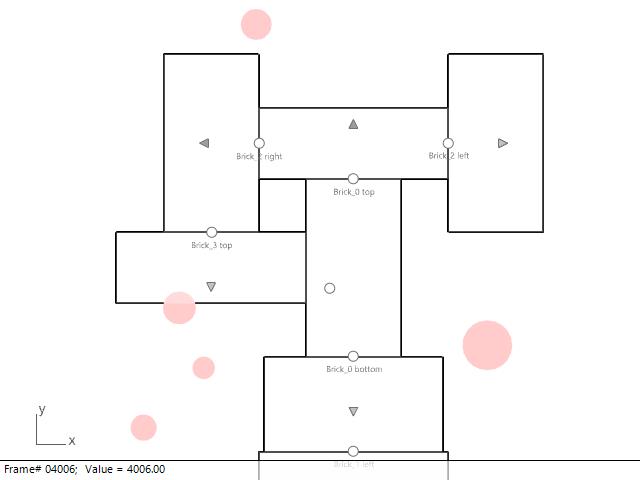 Brick_2 right
Brick_2 left
Brick_0 top
Brick_3 top
Brick_0 bottom
y
x
Brick_1 left
Frame# 04006; Value = 4006.00